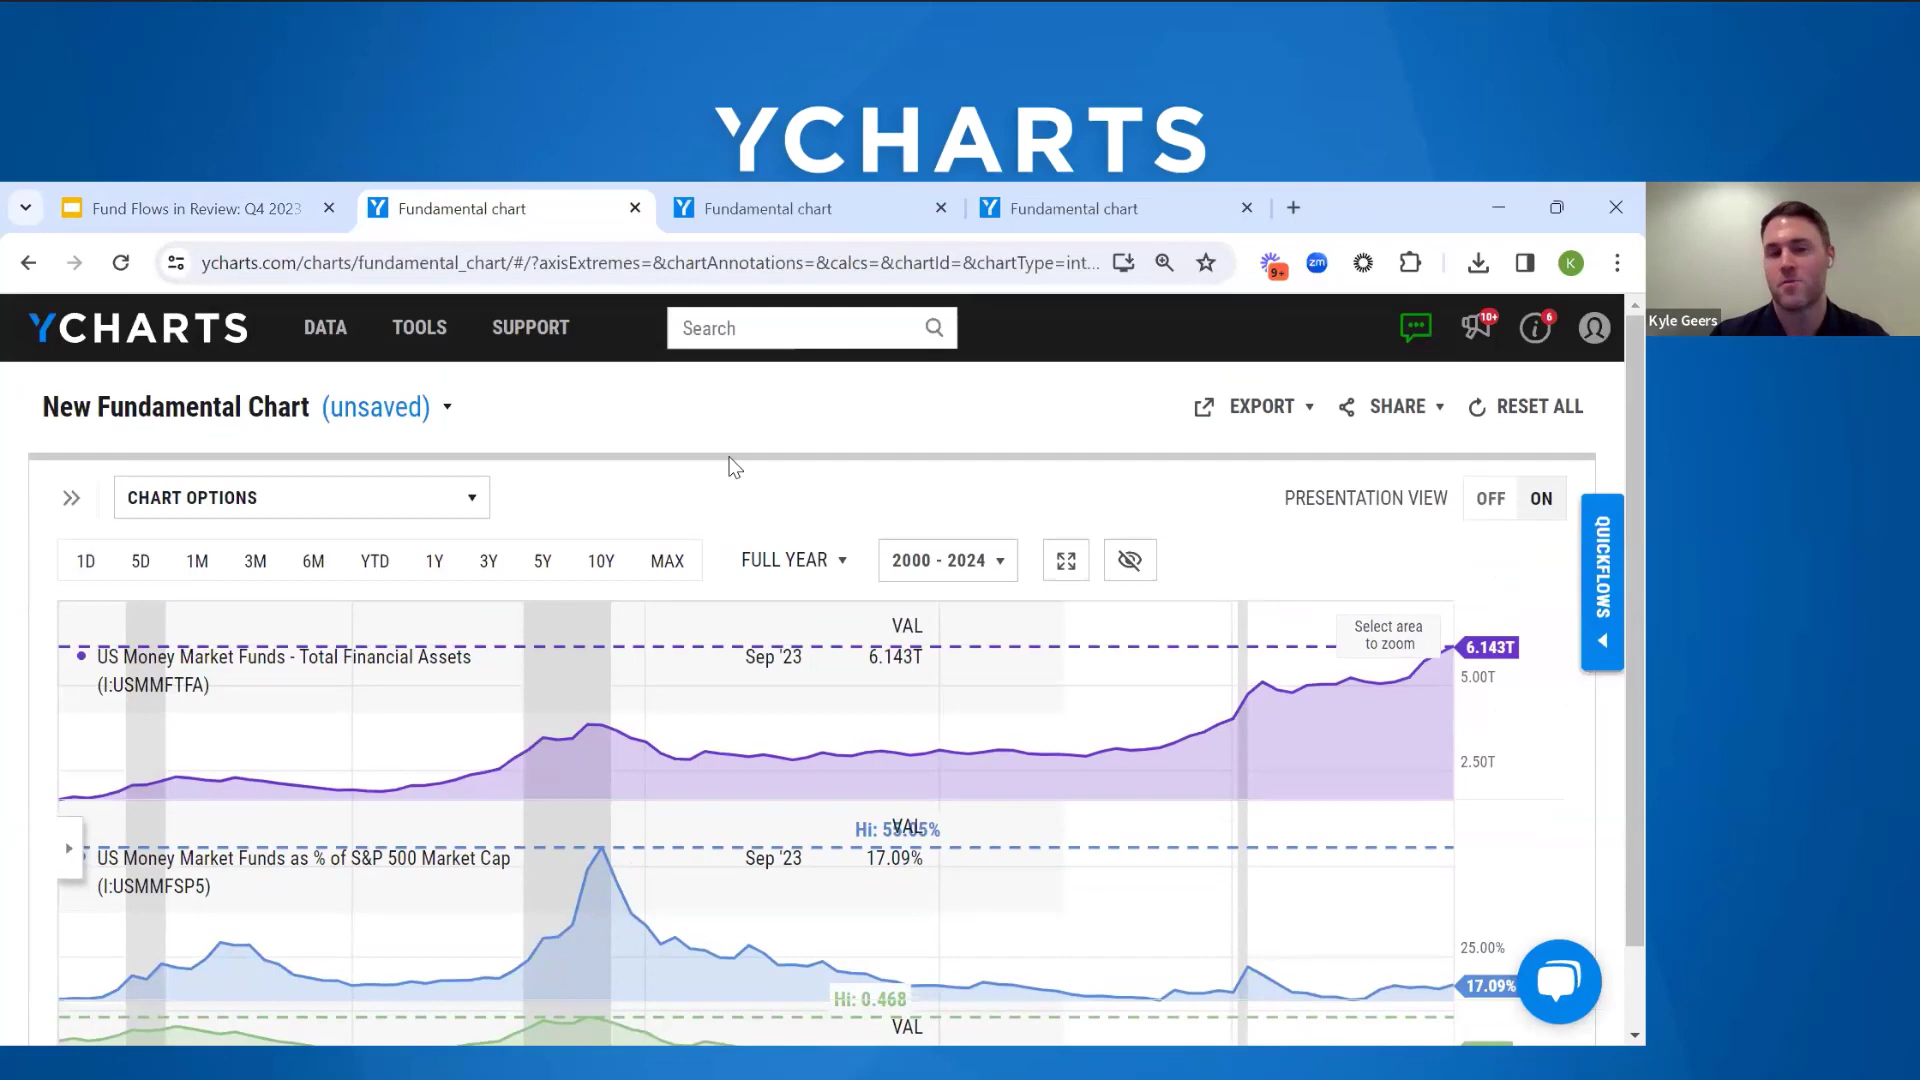 YCHARTS
Fund Flows in Review: Q4 2023
Fundamental chart
Fundamental chart
Fundamental chart
ycharts.com/charts/fundamental_chart/#/?axisExtremes=&chartAnnotations=&calcs=&chartId=&chartType=int...
9+
zm
K
YCHARTS
DATA
TOOLS
SUPPORT
Search
10+
6
Kyle Geers
New Fundamental Chart (unsaved)
EXPORT
SHARE
RESET ALL
CHART OPTIONS
PRESENTATION VIEW
OFF
ON
QUICKFLOWS
1D
5D
1M
3M
6M
YTD
1Y
3Y
5Y
10Y
MAX
FULL YEAR
2000 - 2024
VAL
Select area
to zoom
US Money Market Funds - Total Financial Assets
(I:USMMFTFA)
Sep '23
6.143T
6.143T
5.00T
2.50T
VAL
US Money Market Funds as % of S&P 500 Market Cap
(I:USMMFSP5)
Sep '23
17.09%
25.00%
17.09%
Hi: 0.468
VAL